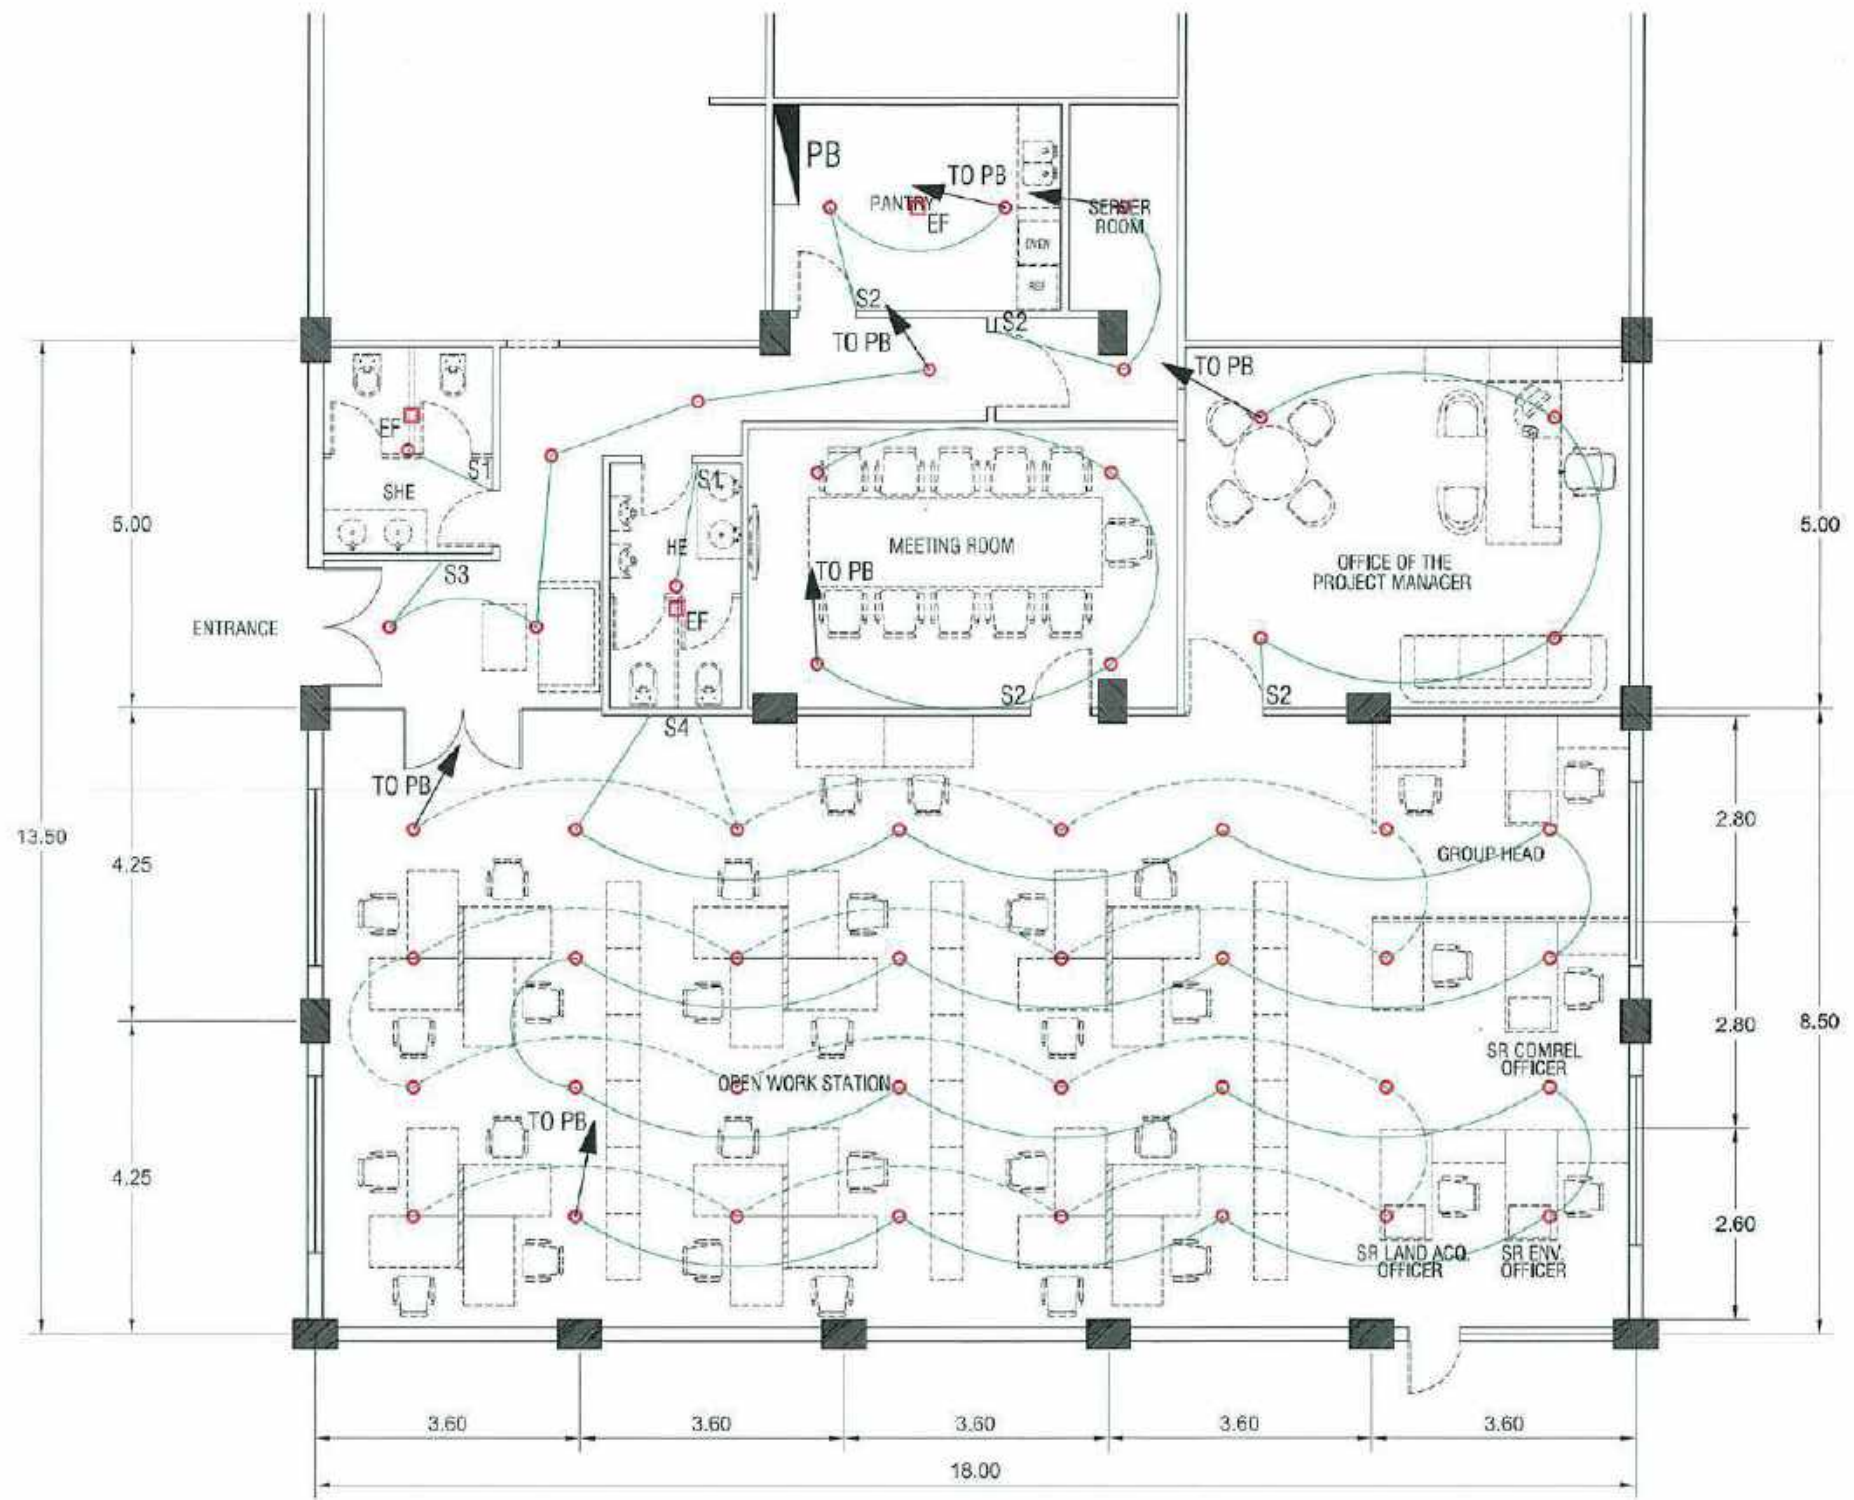 PB
TO PB
PANTRY
EF
SERVER
ROOM
OVEN
REF
S2
S2
TO PB
TO PB
EF
S1
SHE
S1
5.00
MEETING ROOM
TO PB
OFFICE OF THE
PROJECT MANAGER
5.00
S3
ENTRANCE
EF
S2
S2
S4
TO PB
13.50
4.25
2.80
GROUP HEAD
2.80
8.50
SR COMREL
OFFICER
OPEN WORK STATION
TO PB
4.25
2.60
SR LAND ACQ.
OFFICER
SR ENV.
OFFICER
3.60
3.60
3.60
3.60
3.60
18.00